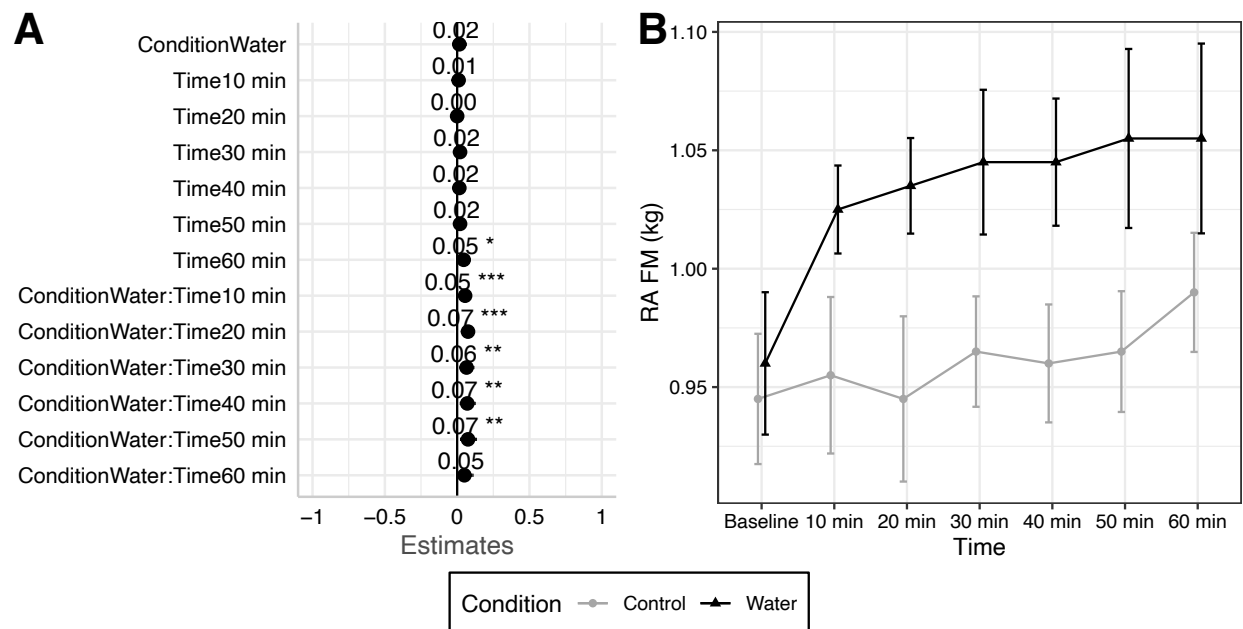 A
ConditionWater 0.02
Time10 min 0.01
Time20 min 0.00
Time30 min 0.02
Time40 min 0.02
Time50 min 0.02
Time60 min 0.05 *
ConditionWater:Time10 min 0.05 ***
ConditionWater:Time20 min 0.07 ***
ConditionWater:Time30 min 0.06 **
ConditionWater:Time40 min 0.07 **
ConditionWater:Time50 min 0.07 **
ConditionWater:Time60 min 0.05
−1 −0.5 0 0.5 1
Estimates
B
1.10
1.05
1.00
0.95
RA FM (kg)
Baseline 10 min 20 min 30 min 40 min 50 min 60 min
Time
Condition Control Water